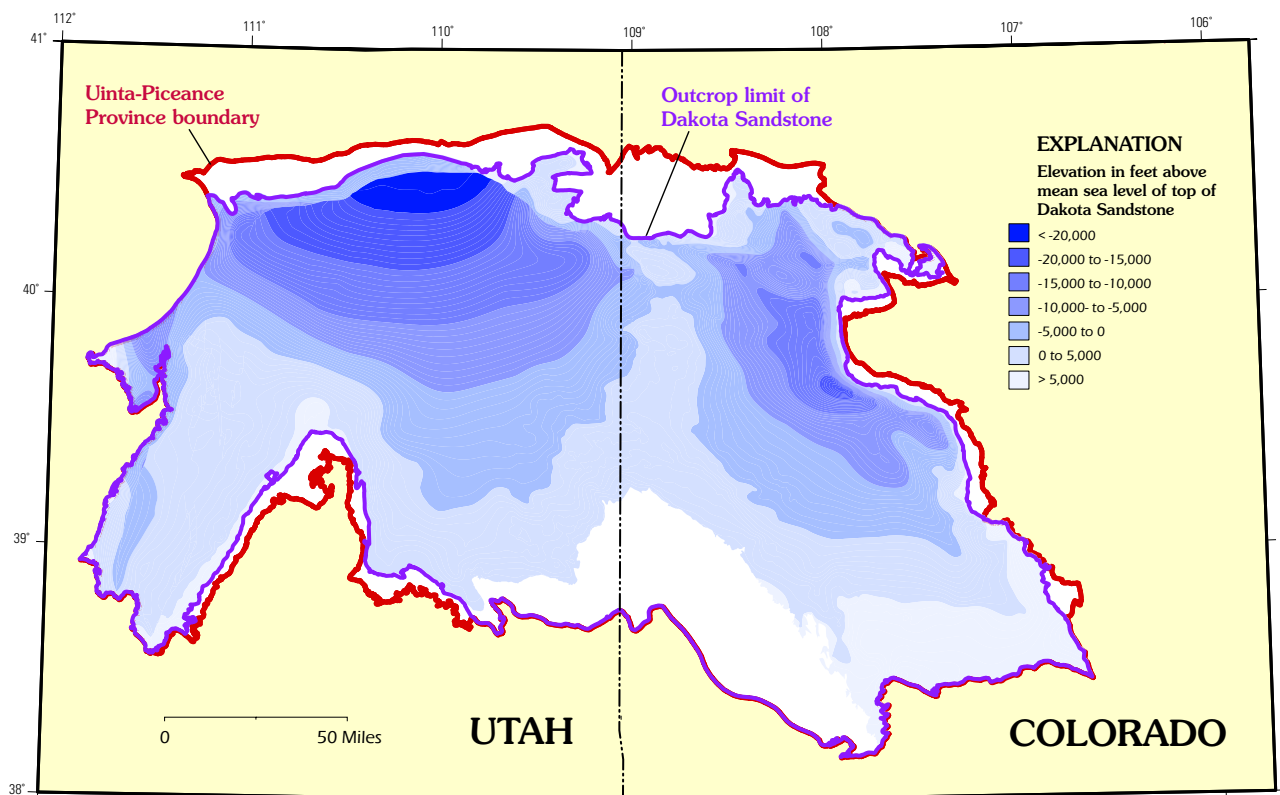 112°
111°
110°
109°
108°
107°
106°
41°
Uinta-Piceance
Province boundary
Outcrop limit of
Dakota Sandstone
EXPLANATION
Elevation in feet above
mean sea level of top of
Dakota Sandstone
< -20,000
-20,000 to -15,000
-15,000 to -10,000
-10,000- to -5,000
-5,000 to 0
0 to 5,000
> 5,000
40°
39°
0 50 Miles
UTAH
COLORADO
38°